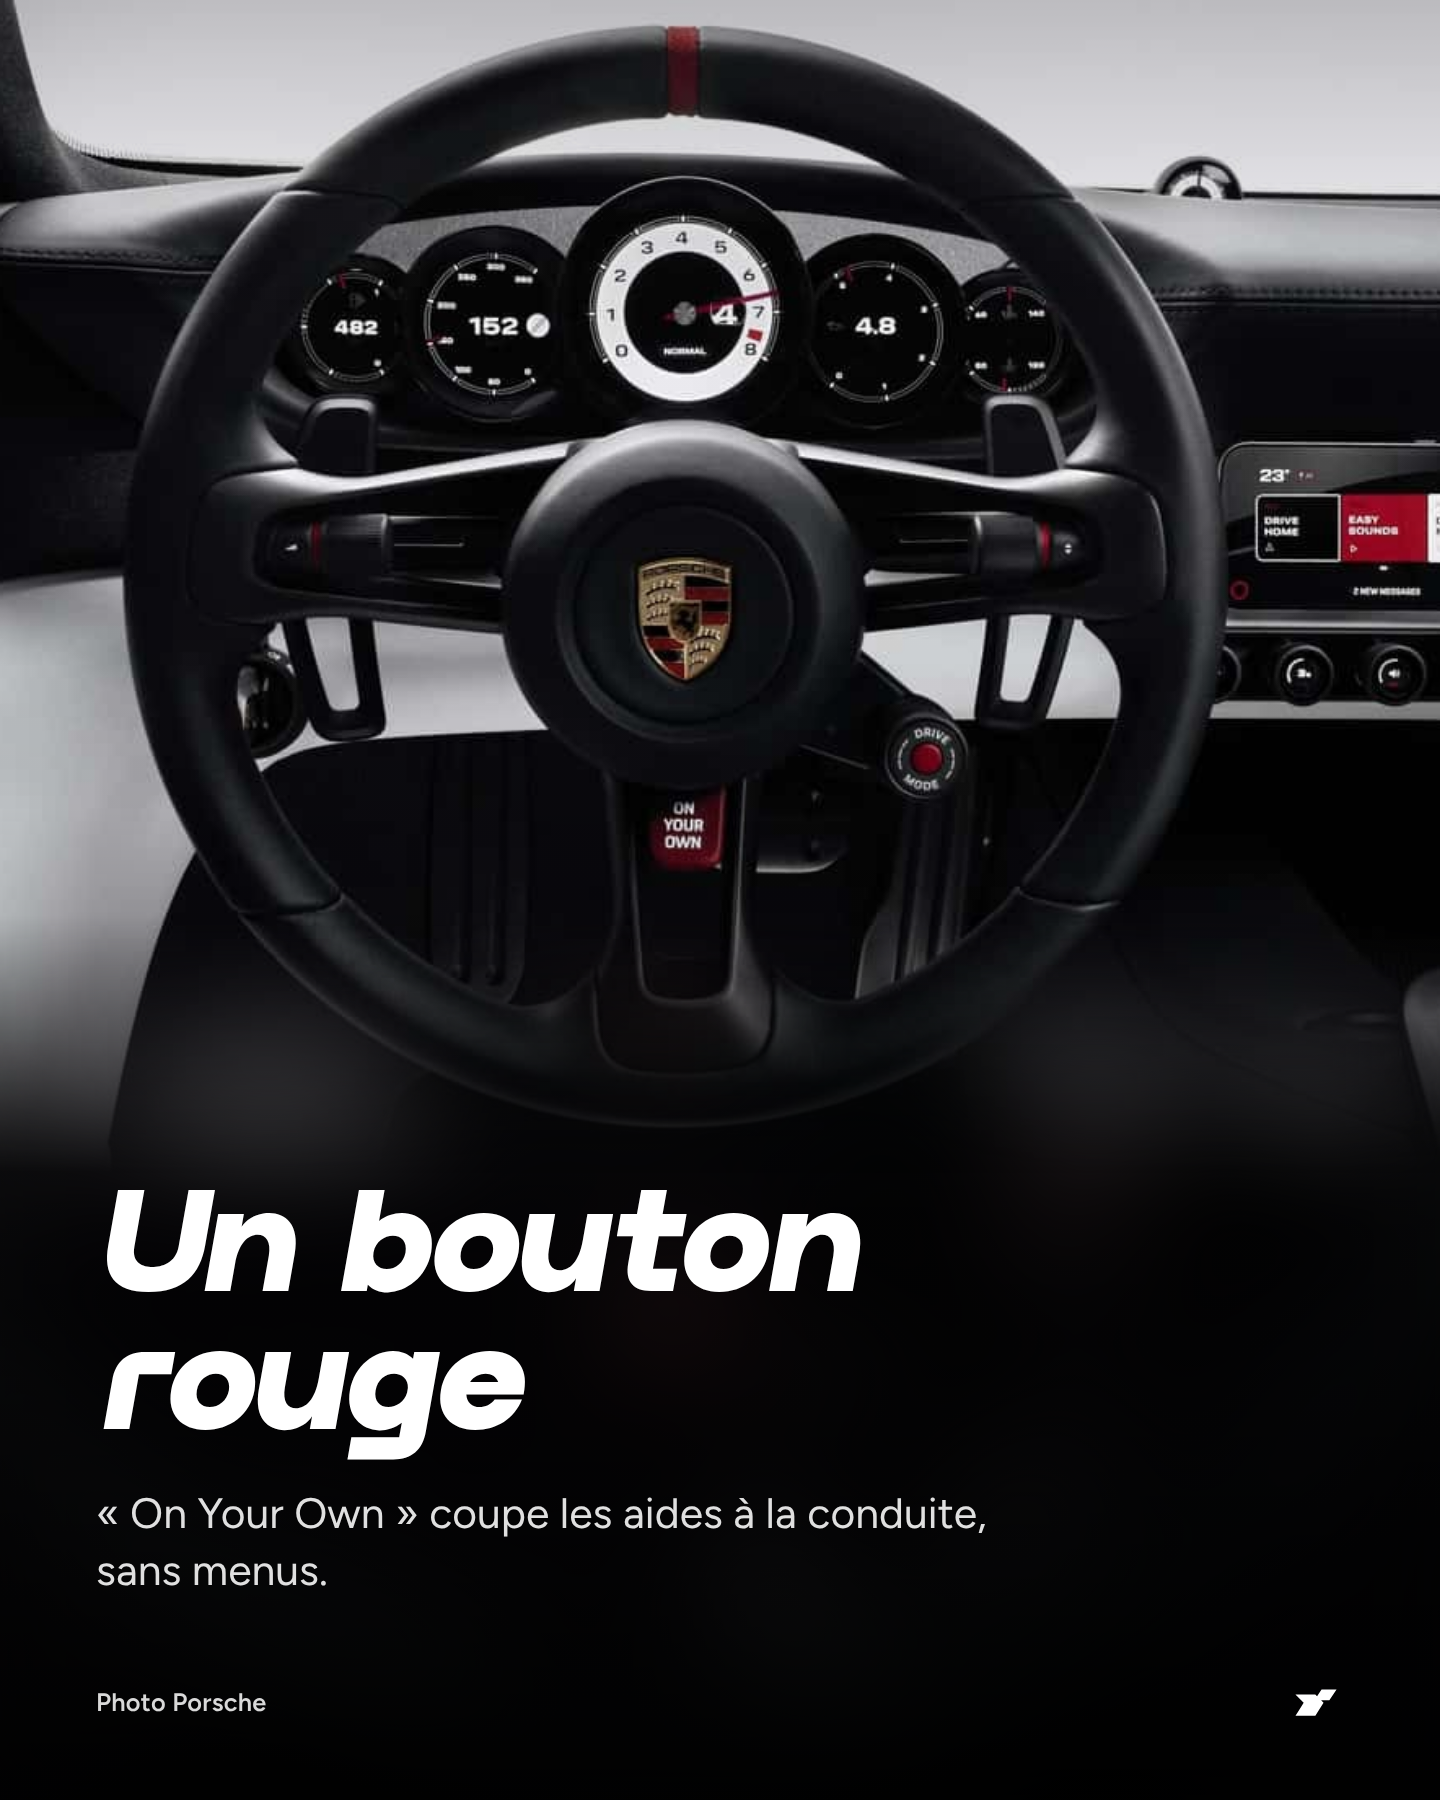 482
152
0 1 2 3 4 5 6 7 8
4
NORMAL
4.8
23°
DRIVE
HOME
EASY
SOUNDS
2 NEW MESSAGES
PORSCHE
DRIVE
MODE
ON
YOUR
OWN
Un bouton
rouge
« On Your Own » coupe les aides à la conduite,
sans menus.
Photo Porsche